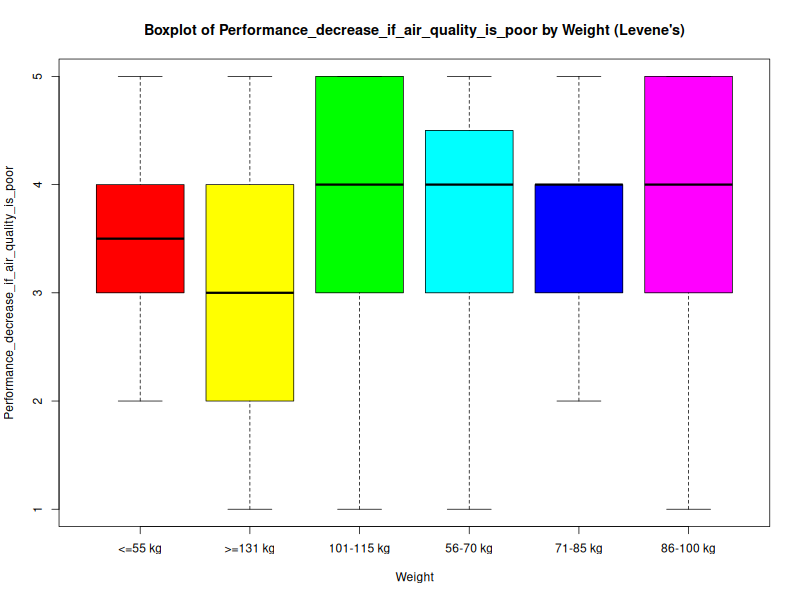 Boxplot of Performance_decrease_if_air_quality_is_poor by Weight (Levene's)
Performance_decrease_if_air_quality_is_poor
5
4
3
2
1
<=55 kg >=131 kg 101-115 kg 56-70 kg 71-85 kg 86-100 kg
Weight